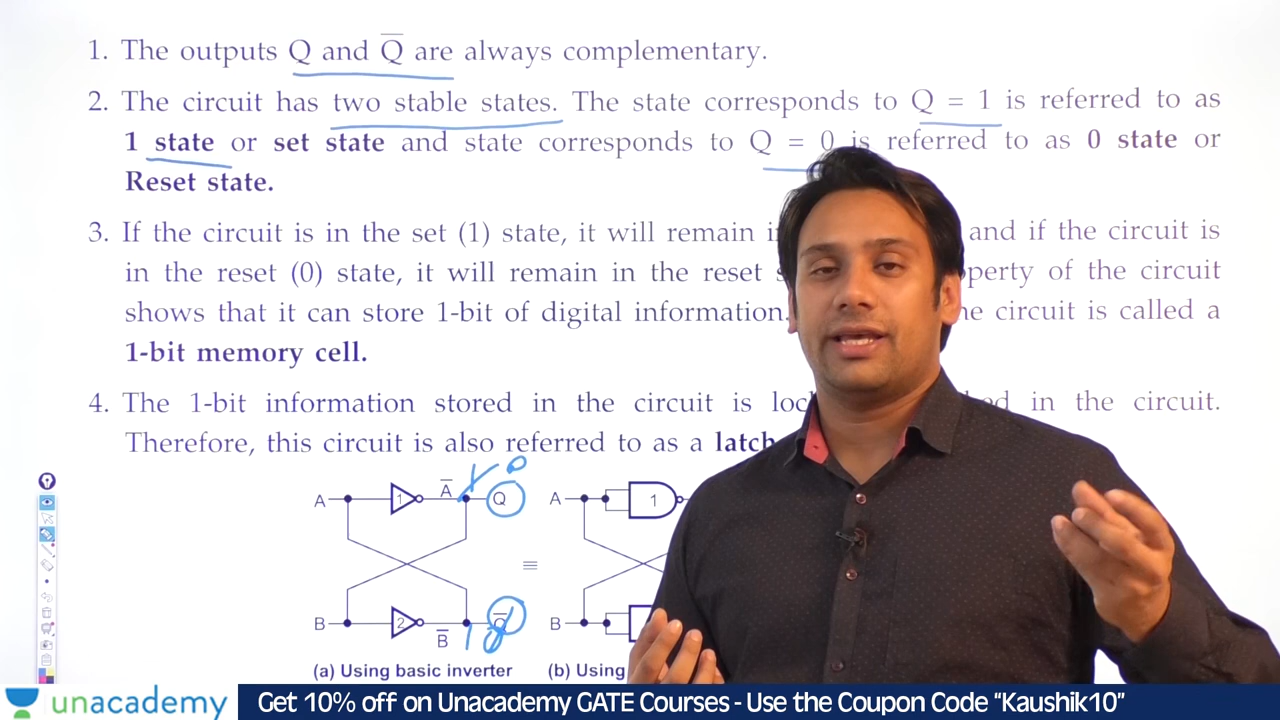 1. The outputs Q and Q̅ are always complementary.
2. The circuit has two stable states. The state corresponds to Q = 1 is referred to as
1 state or set state and state corresponds to Q = 0 is referred to as 0 state or
Reset state.
3. If the circuit is in the set (1) state, it will remain and if the circuit is
in the reset (0) state, it will remain in the reset of the circuit
shows that it can store 1-bit of digital information. circuit is called a
1-bit memory cell.
4. The 1-bit information stored in the circuit is in the circuit.
Therefore, this circuit is also referred to as a latch
A 1 A̅ 0 Q A 1
≡
B 2 B̅ 1 B
(a) Using basic inverter (b) Using
unacademy Get 10% off on Unacademy GATE Courses - Use the Coupon Code "Kaushik10"